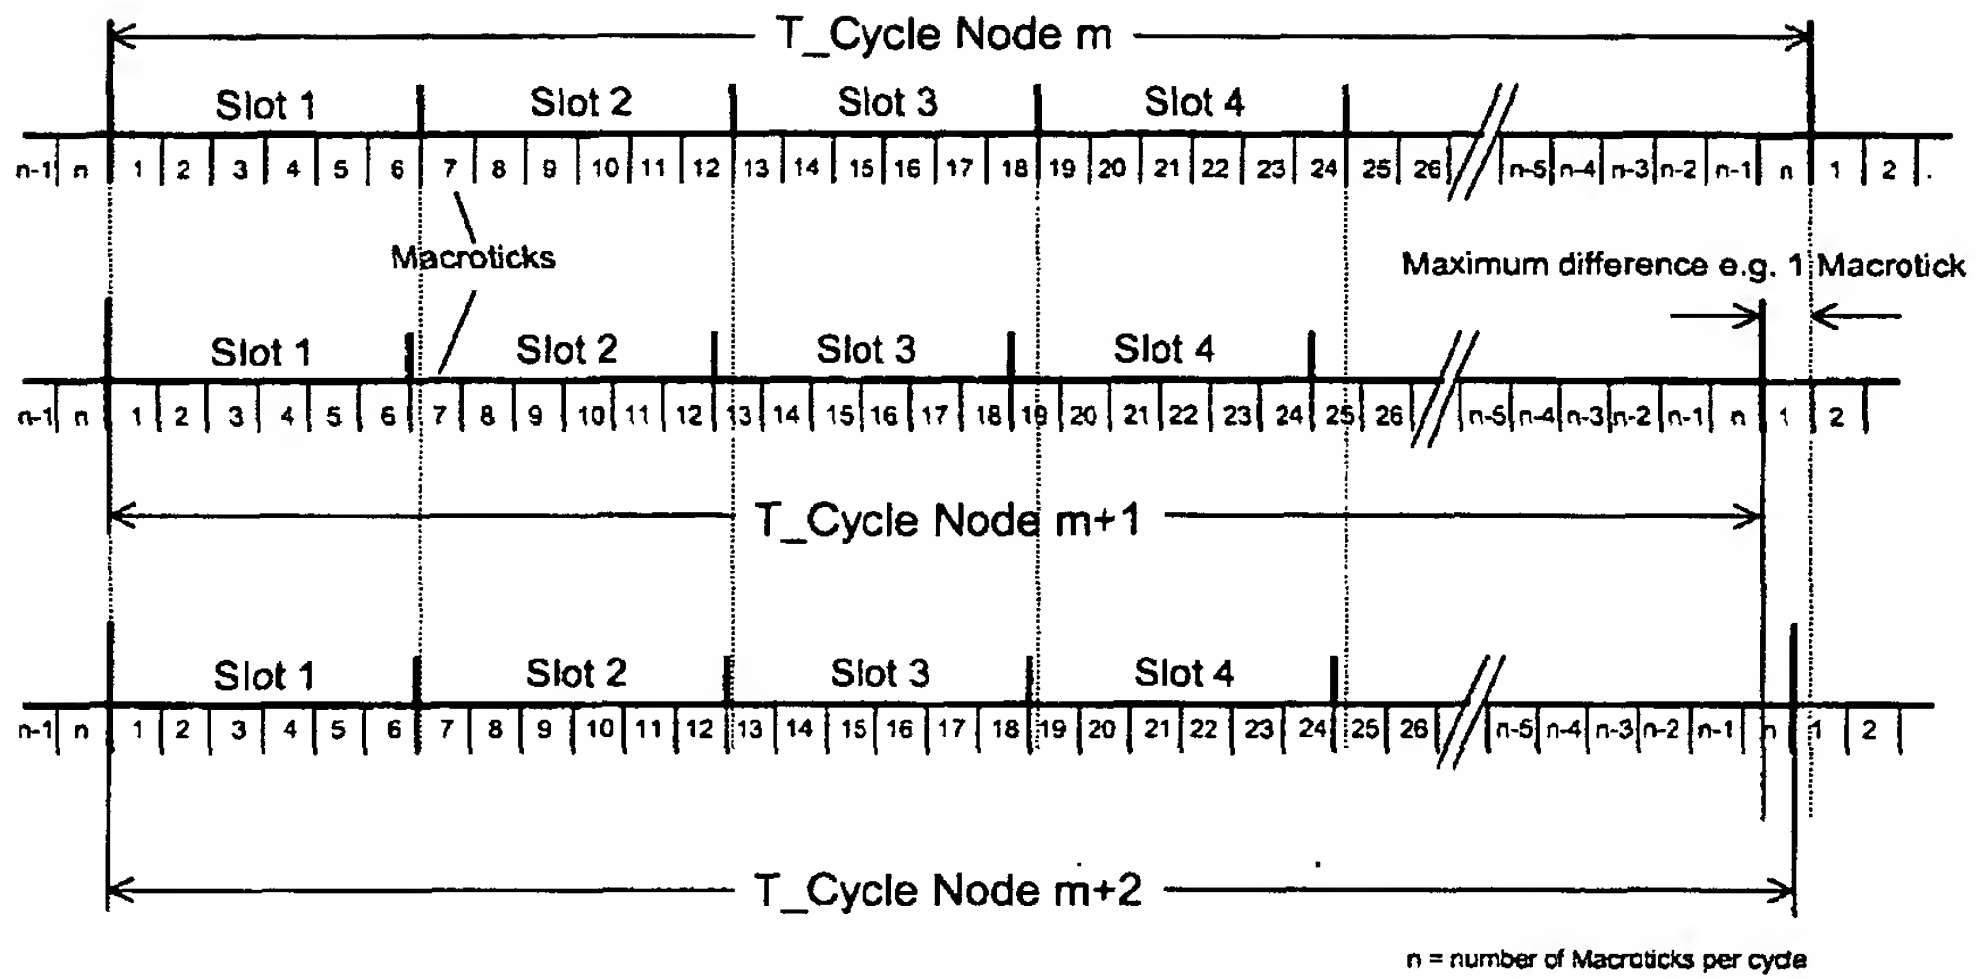 T_Cycle Node m
Slot 1 Slot 2 Slot 3 Slot 4
n-1 n 1 2 3 4 5 6 7 8 9 10 11 12 13 14 15 16 17 18 19 20 21 22 23 24 25 26 n-5 n-4 n-3 n-2 n-1 n 1 2 .
Macroticks
Maximum difference e.g. 1 Macrotick
Slot 1 Slot 2 Slot 3 Slot 4
n-1 n 1 2 3 4 5 6 7 8 9 10 11 12 13 14 15 16 17 18 19 20 21 22 23 24 25 26 n-5 n-4 n-3 n-2 n-1 n 1 2
T_Cycle Node m+1
Slot 1 Slot 2 Slot 3 Slot 4
n-1 n 1 2 3 4 5 6 7 8 9 10 11 12 13 14 15 16 17 18 19 20 21 22 23 24 25 26 n-5 n-4 n-3 n-2 n-1 n 1 2
T_Cycle Node m+2
n = number of Macroticks per cycle